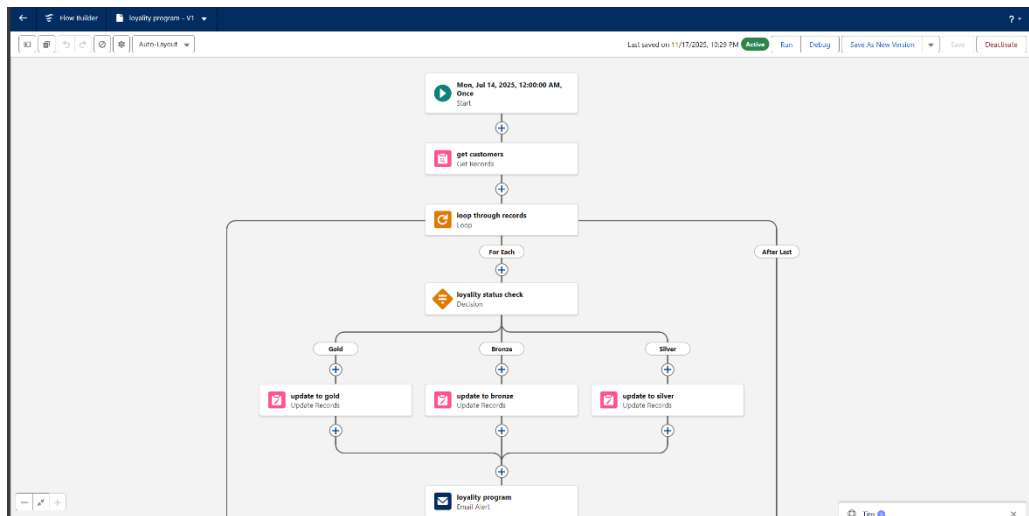 Flow Builder
loyality program - V1
?
Auto-Layout
Last saved on 11/17/2025, 10:29 PM
Active
Run
Debug
Save As New Version
Save
Deactivate
Mon, Jul 14, 2025, 12:00:00 AM,
Once
Start
get customers
Get Records
loop through records
Loop
For Each
After Last
loyality status check
Decision
Gold
Bronze
Silver
update to gold
Update Records
update to bronze
Update Records
update to silver
Update Records
loyality program
Email Alert
Tips